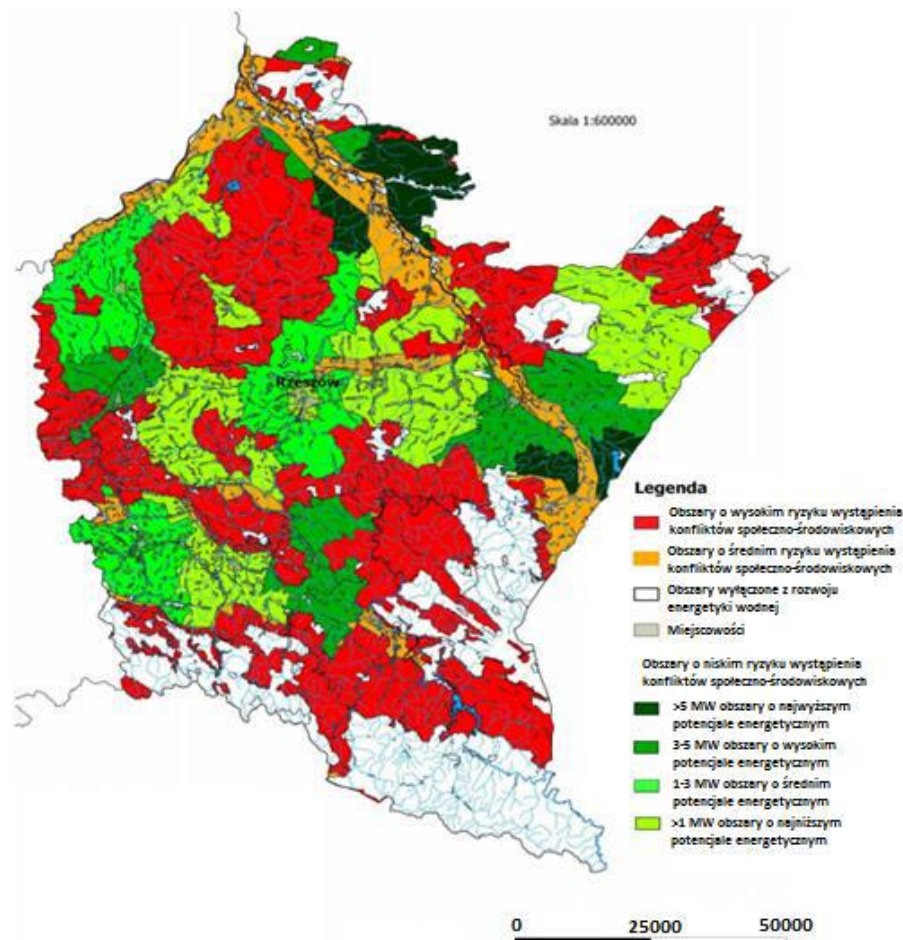 Skala 1:600000
Rzeszów
Legenda
Obszary o wysokim ryzyku wystąpienia
konfliktów społeczno-środowiskowych
Obszary o średnim ryzyku wystąpienia
konfliktów społeczno-środowiskowych
Obszary wyłączone z rozwoju
energetyki wodnej
Miejscowości
Obszary o niskim ryzyku wystąpienia
konfliktów społeczno-środowiskowych
>5 MW obszary o najwyższym
potencjale energetycznym
3-5 MW obszary o wysokim
potencjale energetycznym
1-3 MW obszary o średnim
potencjale energetycznym
>1 MW obszary o najniższym
potencjale energetycznym
0 25000 50000